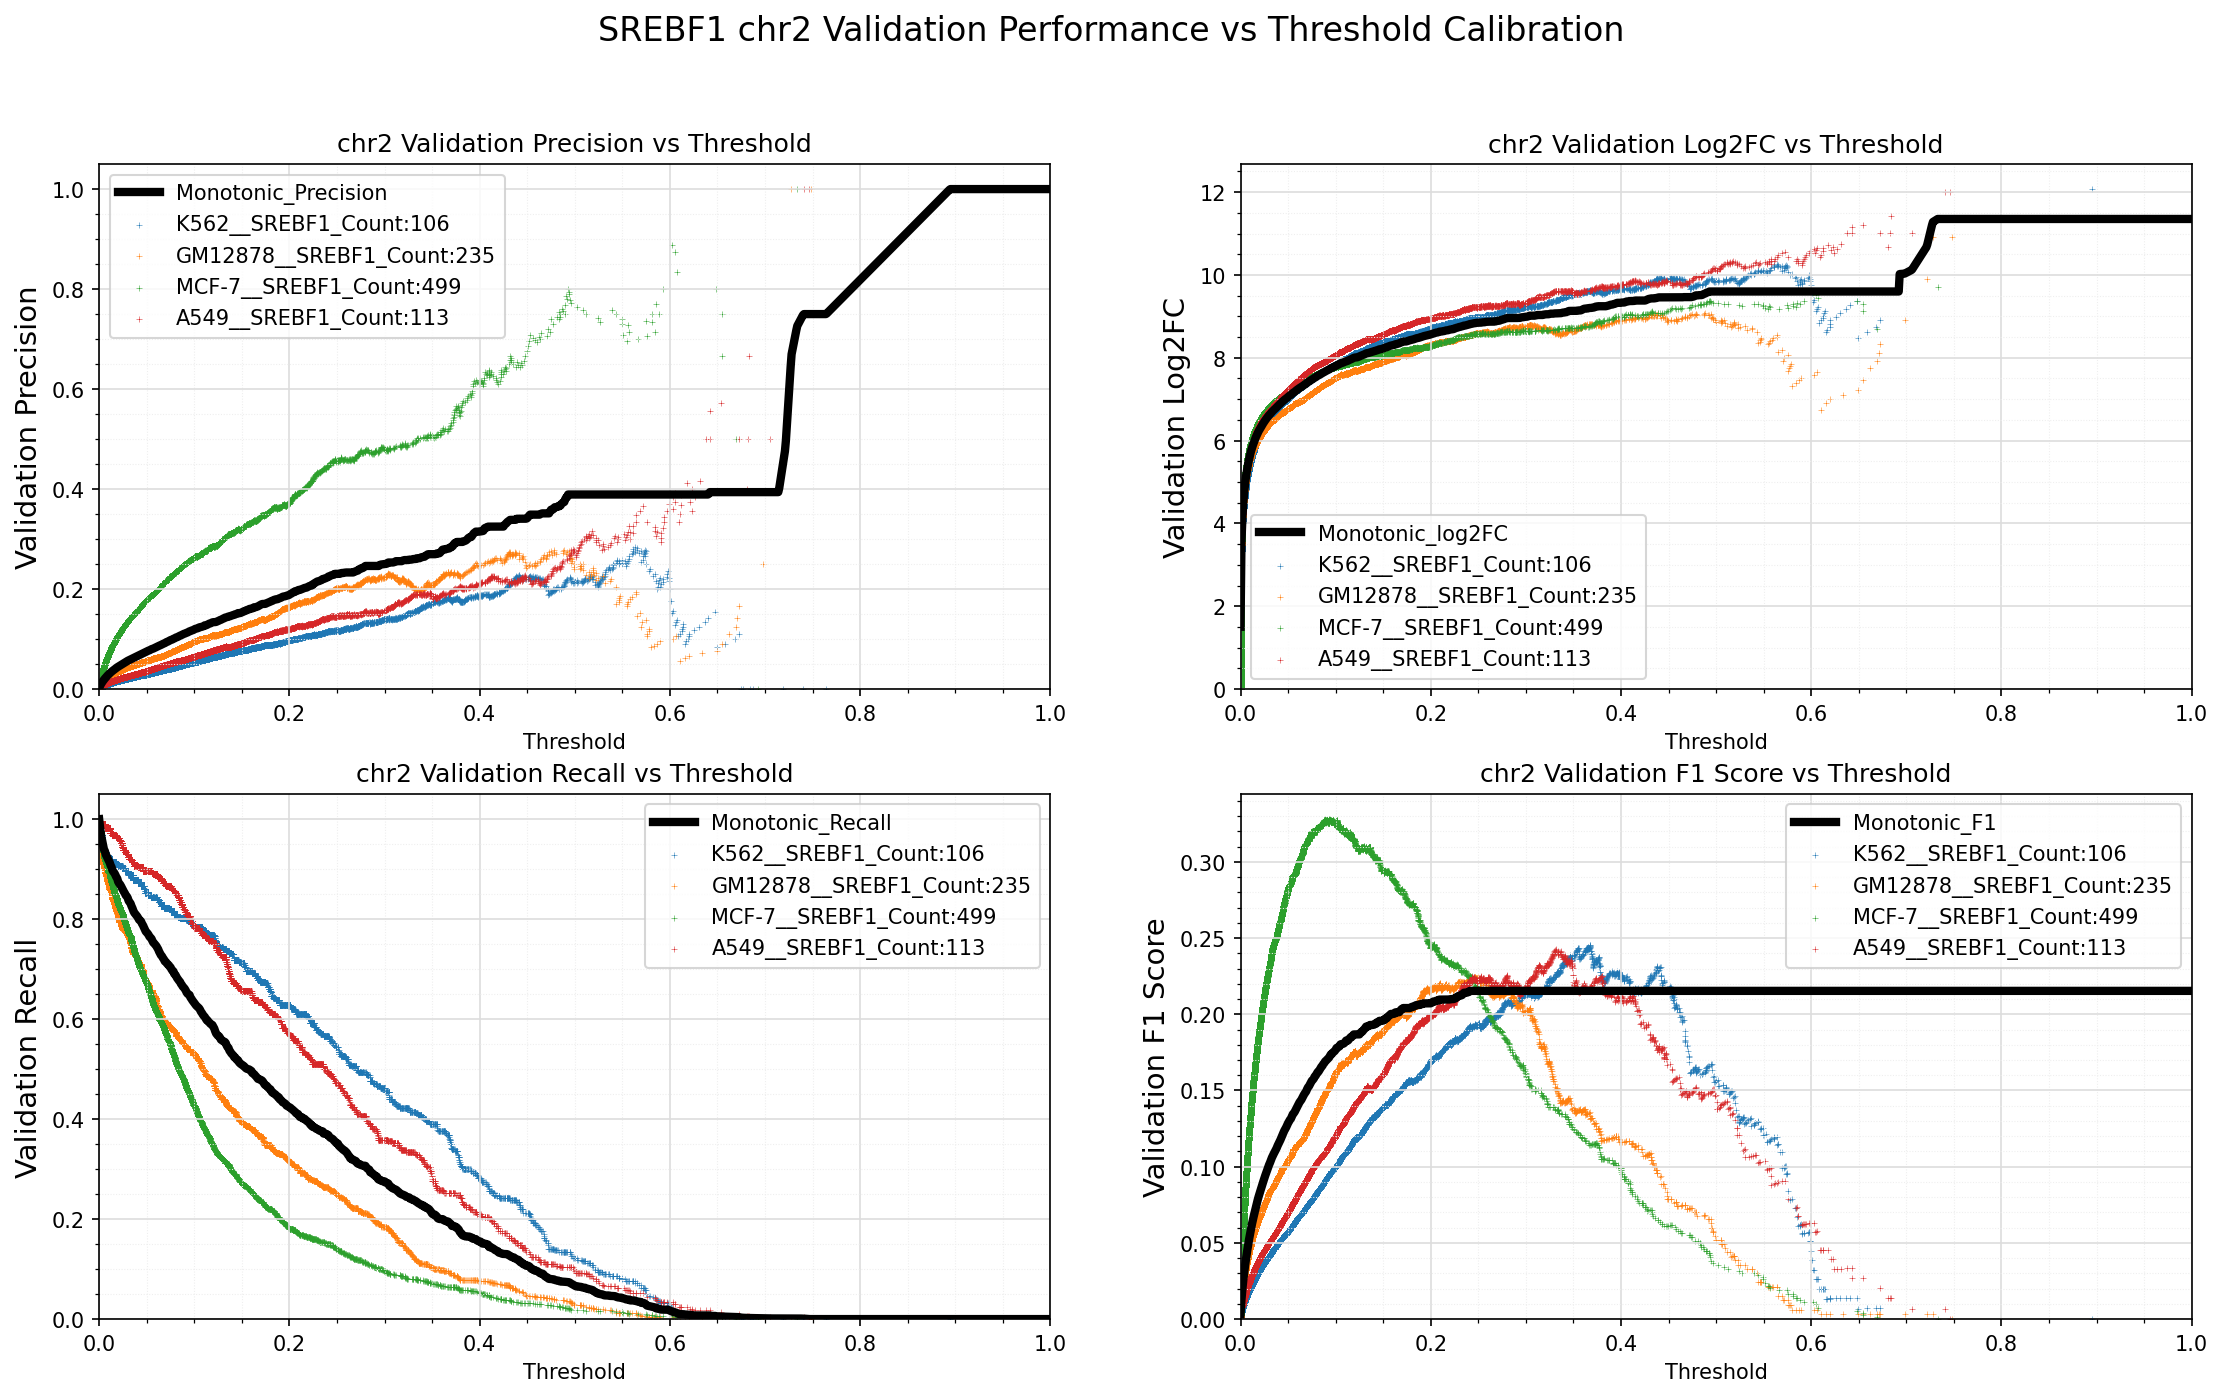 SREBF1 chr2 Validation Performance vs Threshold Calibration
chr2 Validation Precision vs Threshold
Validation Precision
1.0
0.8
0.6
0.4
0.2
0.0
Monotonic_Precision
K562__SREBF1_Count:106
GM12878__SREBF1_Count:235
MCF-7__SREBF1_Count:499
A549__SREBF1_Count:113
0.0 0.2 0.4 0.6 0.8 1.0
Threshold
chr2 Validation Log2FC vs Threshold
Validation Log2FC
12
10
8
6
4
2
0
Monotonic_log2FC
K562__SREBF1_Count:106
GM12878__SREBF1_Count:235
MCF-7__SREBF1_Count:499
A549__SREBF1_Count:113
0.0 0.2 0.4 0.6 0.8 1.0
Threshold
chr2 Validation Recall vs Threshold
Validation Recall
1.0
0.8
0.6
0.4
0.2
0.0
Monotonic_Recall
K562__SREBF1_Count:106
GM12878__SREBF1_Count:235
MCF-7__SREBF1_Count:499
A549__SREBF1_Count:113
0.0 0.2 0.4 0.6 0.8 1.0
Threshold
chr2 Validation F1 Score vs Threshold
Validation F1 Score
0.30
0.25
0.20
0.15
0.10
0.05
0.00
Monotonic_F1
K562__SREBF1_Count:106
GM12878__SREBF1_Count:235
MCF-7__SREBF1_Count:499
A549__SREBF1_Count:113
0.0 0.2 0.4 0.6 0.8 1.0
Threshold